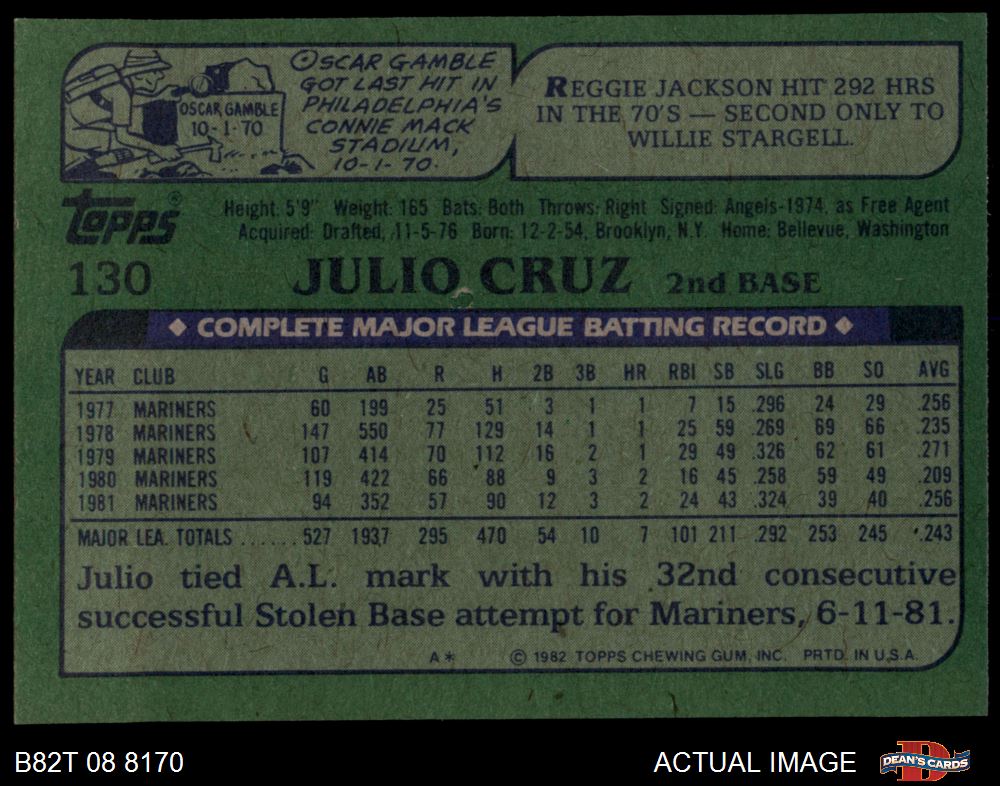 OSCAR GAMBLE
GOT LAST HIT IN
PHILADELPHIA'S
CONNIE MACK
STADIUM,
10-1-70.
OSCAR GAMBLE
10-1-70
REGGIE JACKSON HIT 292 HRS
IN THE 70'S — SECOND ONLY TO
WILLIE STARGELL.
topps®
Height: 5'9" Weight: 165 Bats: Both Throws: Right Signed: Angels-1974, as Free Agent
Acquired: Drafted, 11-5-76 Born: 12-2-54, Brooklyn, N.Y. Home: Bellevue, Washington
130 JULIO CRUZ 2nd BASE
◆ COMPLETE MAJOR LEAGUE BATTING RECORD ◆
YEAR CLUB G AB R H 2B 3B HR RBI SB SLG BB SO AVG
1977 MARINERS 60 199 25 51 3 1 1 7 15 .296 24 29 .256
1978 MARINERS 147 550 77 129 14 1 1 25 59 .269 69 66 .235
1979 MARINERS 107 414 70 112 16 2 1 29 49 .326 62 61 .271
1980 MARINERS 119 422 66 88 9 3 2 16 45 .258 59 49 .209
1981 MARINERS 94 352 57 90 12 3 2 24 43 .324 39 40 .256
MAJOR LEA. TOTALS ...... 527 1937 295 470 54 10 7 101 211 .292 253 245 .243
Julio tied A.L. mark with his 32nd consecutive
successful Stolen Base attempt for Mariners, 6-11-81.
A* © 1982 TOPPS CHEWING GUM, INC. PRTD. IN U.S.A.
B82T 08 8170 ACTUAL IMAGE DEAN'S CARDS